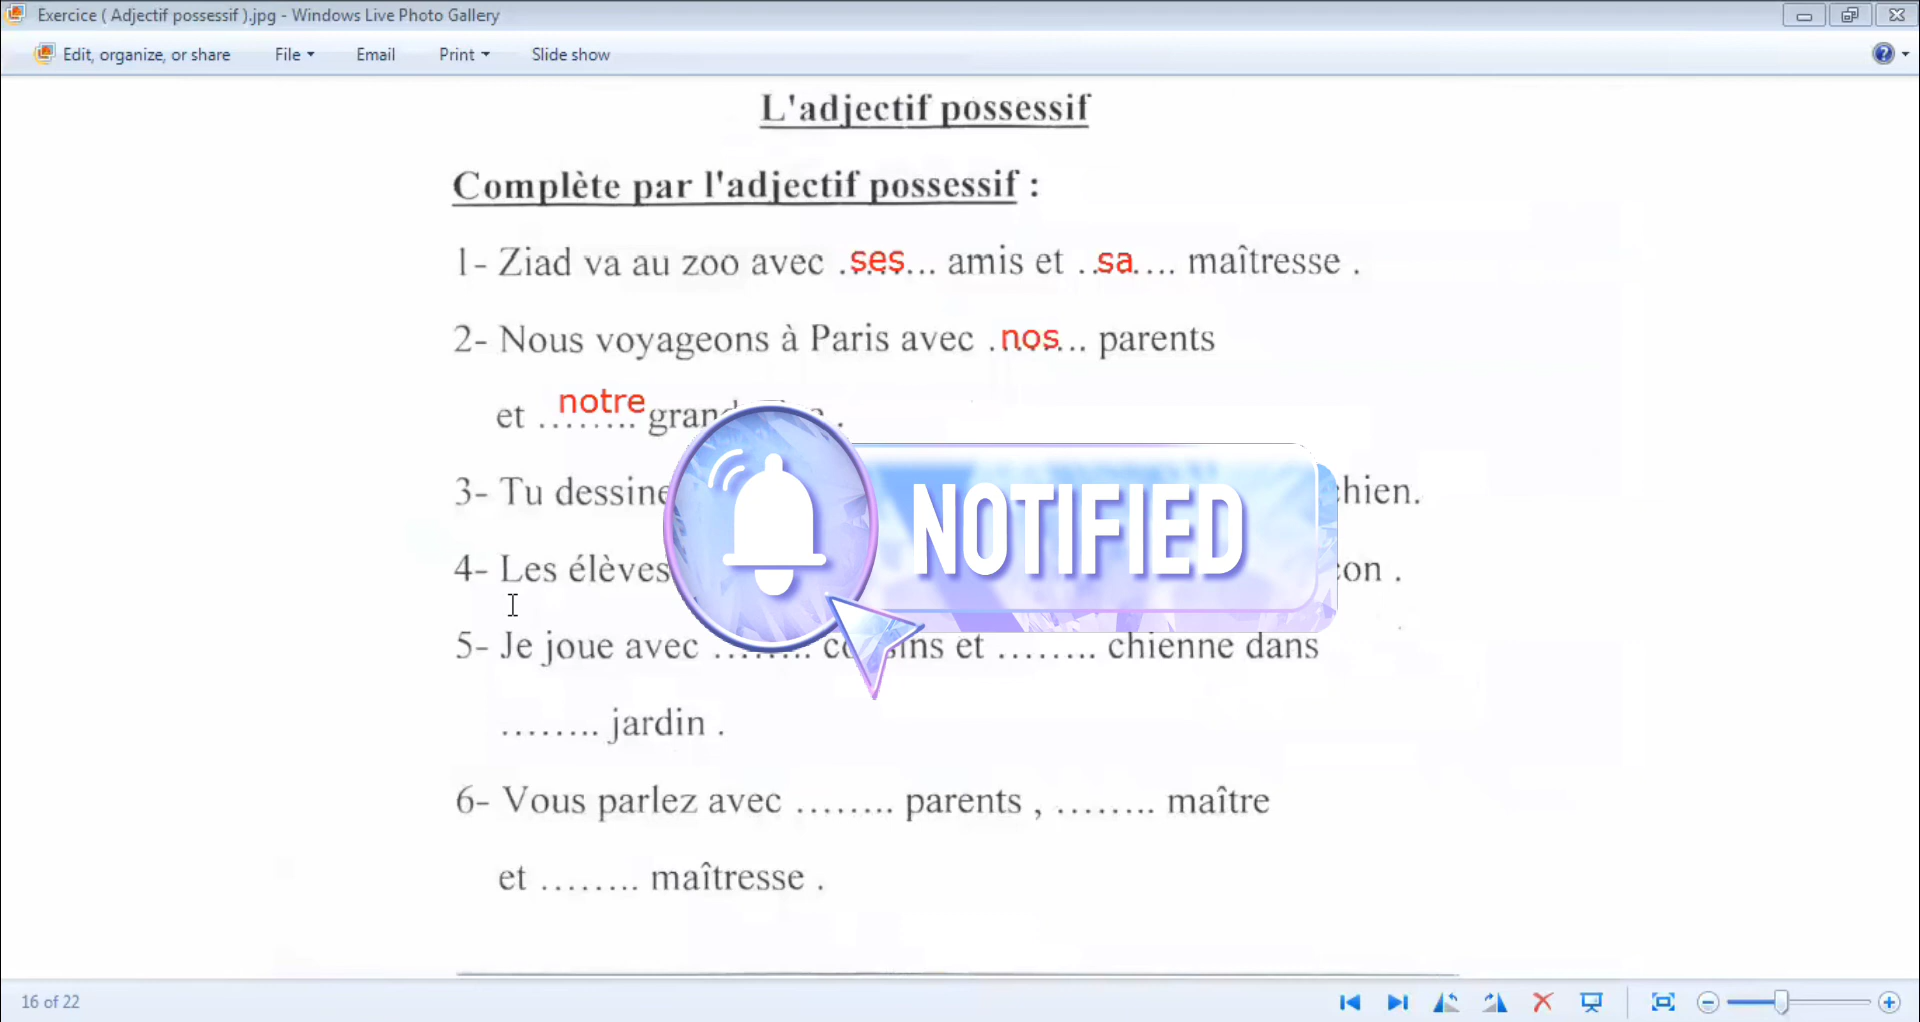 Exercice ( Adjectif possessif ).jpg - Windows Live Photo Gallery
Edit, organize, or share File Email Print Slide show
L'adjectif possessif
Complète par l'adjectif possessif :
1- Ziad va au zoo avec .ses... amis et ..sa.... maîtresse .
2- Nous voyageons à Paris avec .nos... parents
et notre ........ .
3- Tu dessine chien.
4- Les élèves .
NOTIFIED
5- Je joue avec ........ et ........ chienne dans
........ jardin .
6- Vous parlez avec ........ parents , ........ maître
et ........ maîtresse .
16 of 22